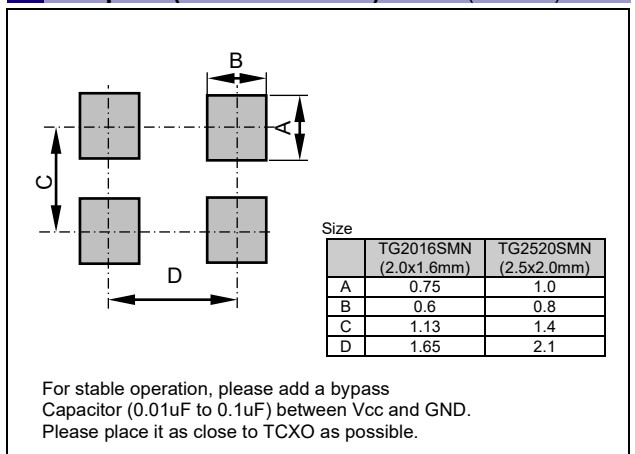 B
A
C
D
Size
TG2016SMN TG2520SMN
(2.0x1.6mm) (2.5x2.0mm)
A 0.75 1.0
B 0.6 0.8
C 1.13 1.4
D 1.65 2.1
For stable operation, please add a bypass
Capacitor (0.01uF to 0.1uF) between Vcc and GND.
Please place it as close to TCXO as possible.